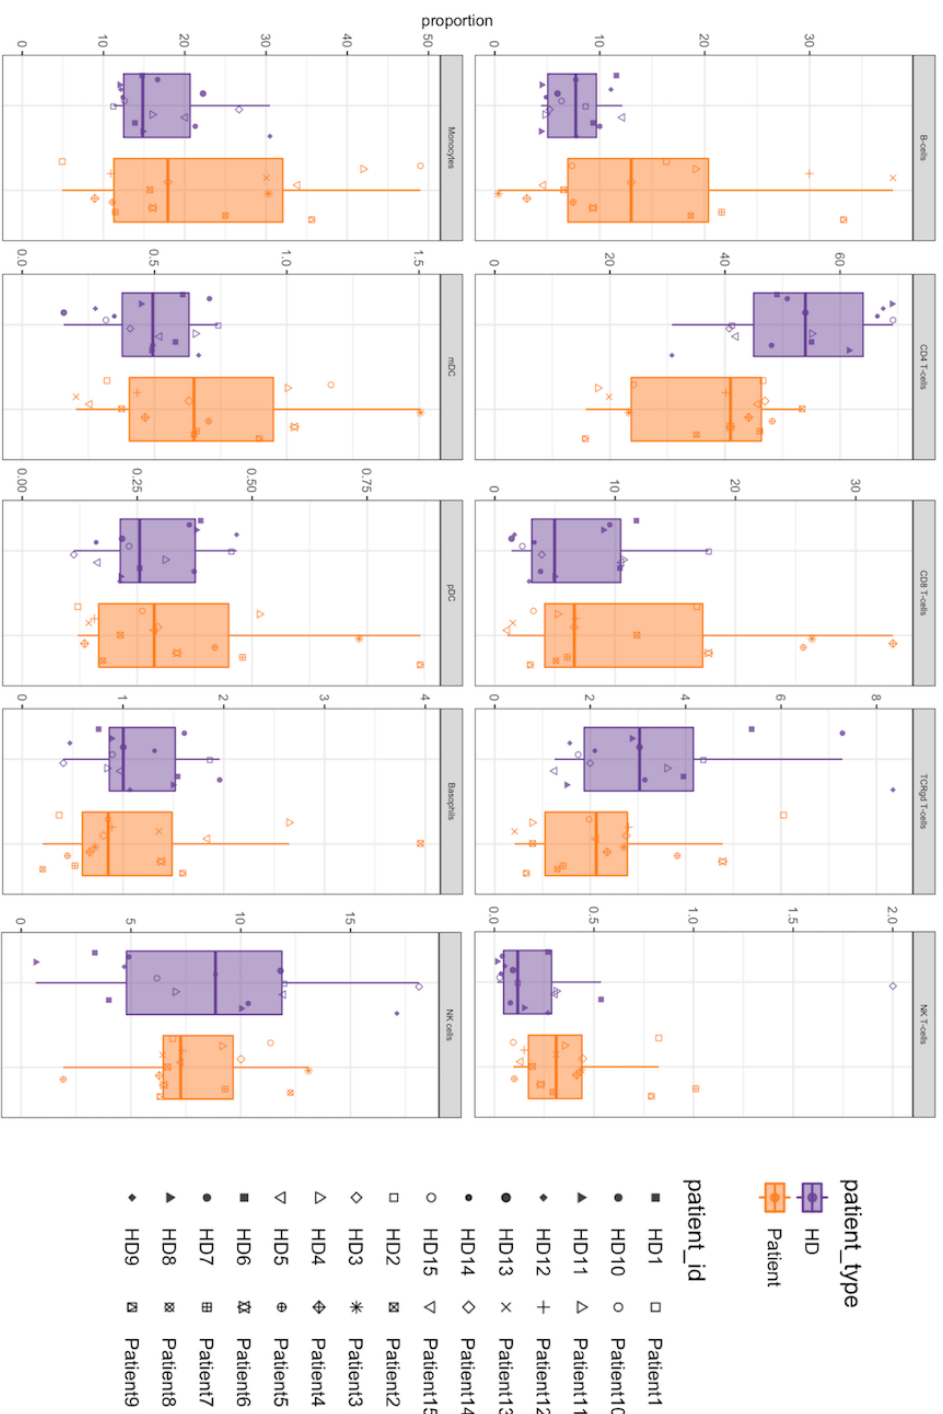 proportion
B-cells
0
10
20
30
CD4 T-cells
0
20
40
60
CD8 T-cells
0
10
20
30
TCRgd T-cells
0
2
4
6
8
NK T-cells
0.0
0.5
1.0
1.5
2.0
Monocytes
0
10
20
30
40
50
mDC
0.0
0.5
1.0
1.5
pDC
0.00
0.25
0.50
0.75
Basophils
0
1
2
3
4
NK cells
0
5
10
15
patient_type
HD
Patient
patient_id
HD1
HD10
HD11
HD12
HD13
HD14
HD15
HD2
HD3
HD4
HD5
HD6
HD7
HD8
HD9
Patient1
Patient10
Patient11
Patient12
Patient13
Patient14
Patient15
Patient2
Patient3
Patient4
Patient5
Patient6
Patient7
Patient8
Patient9